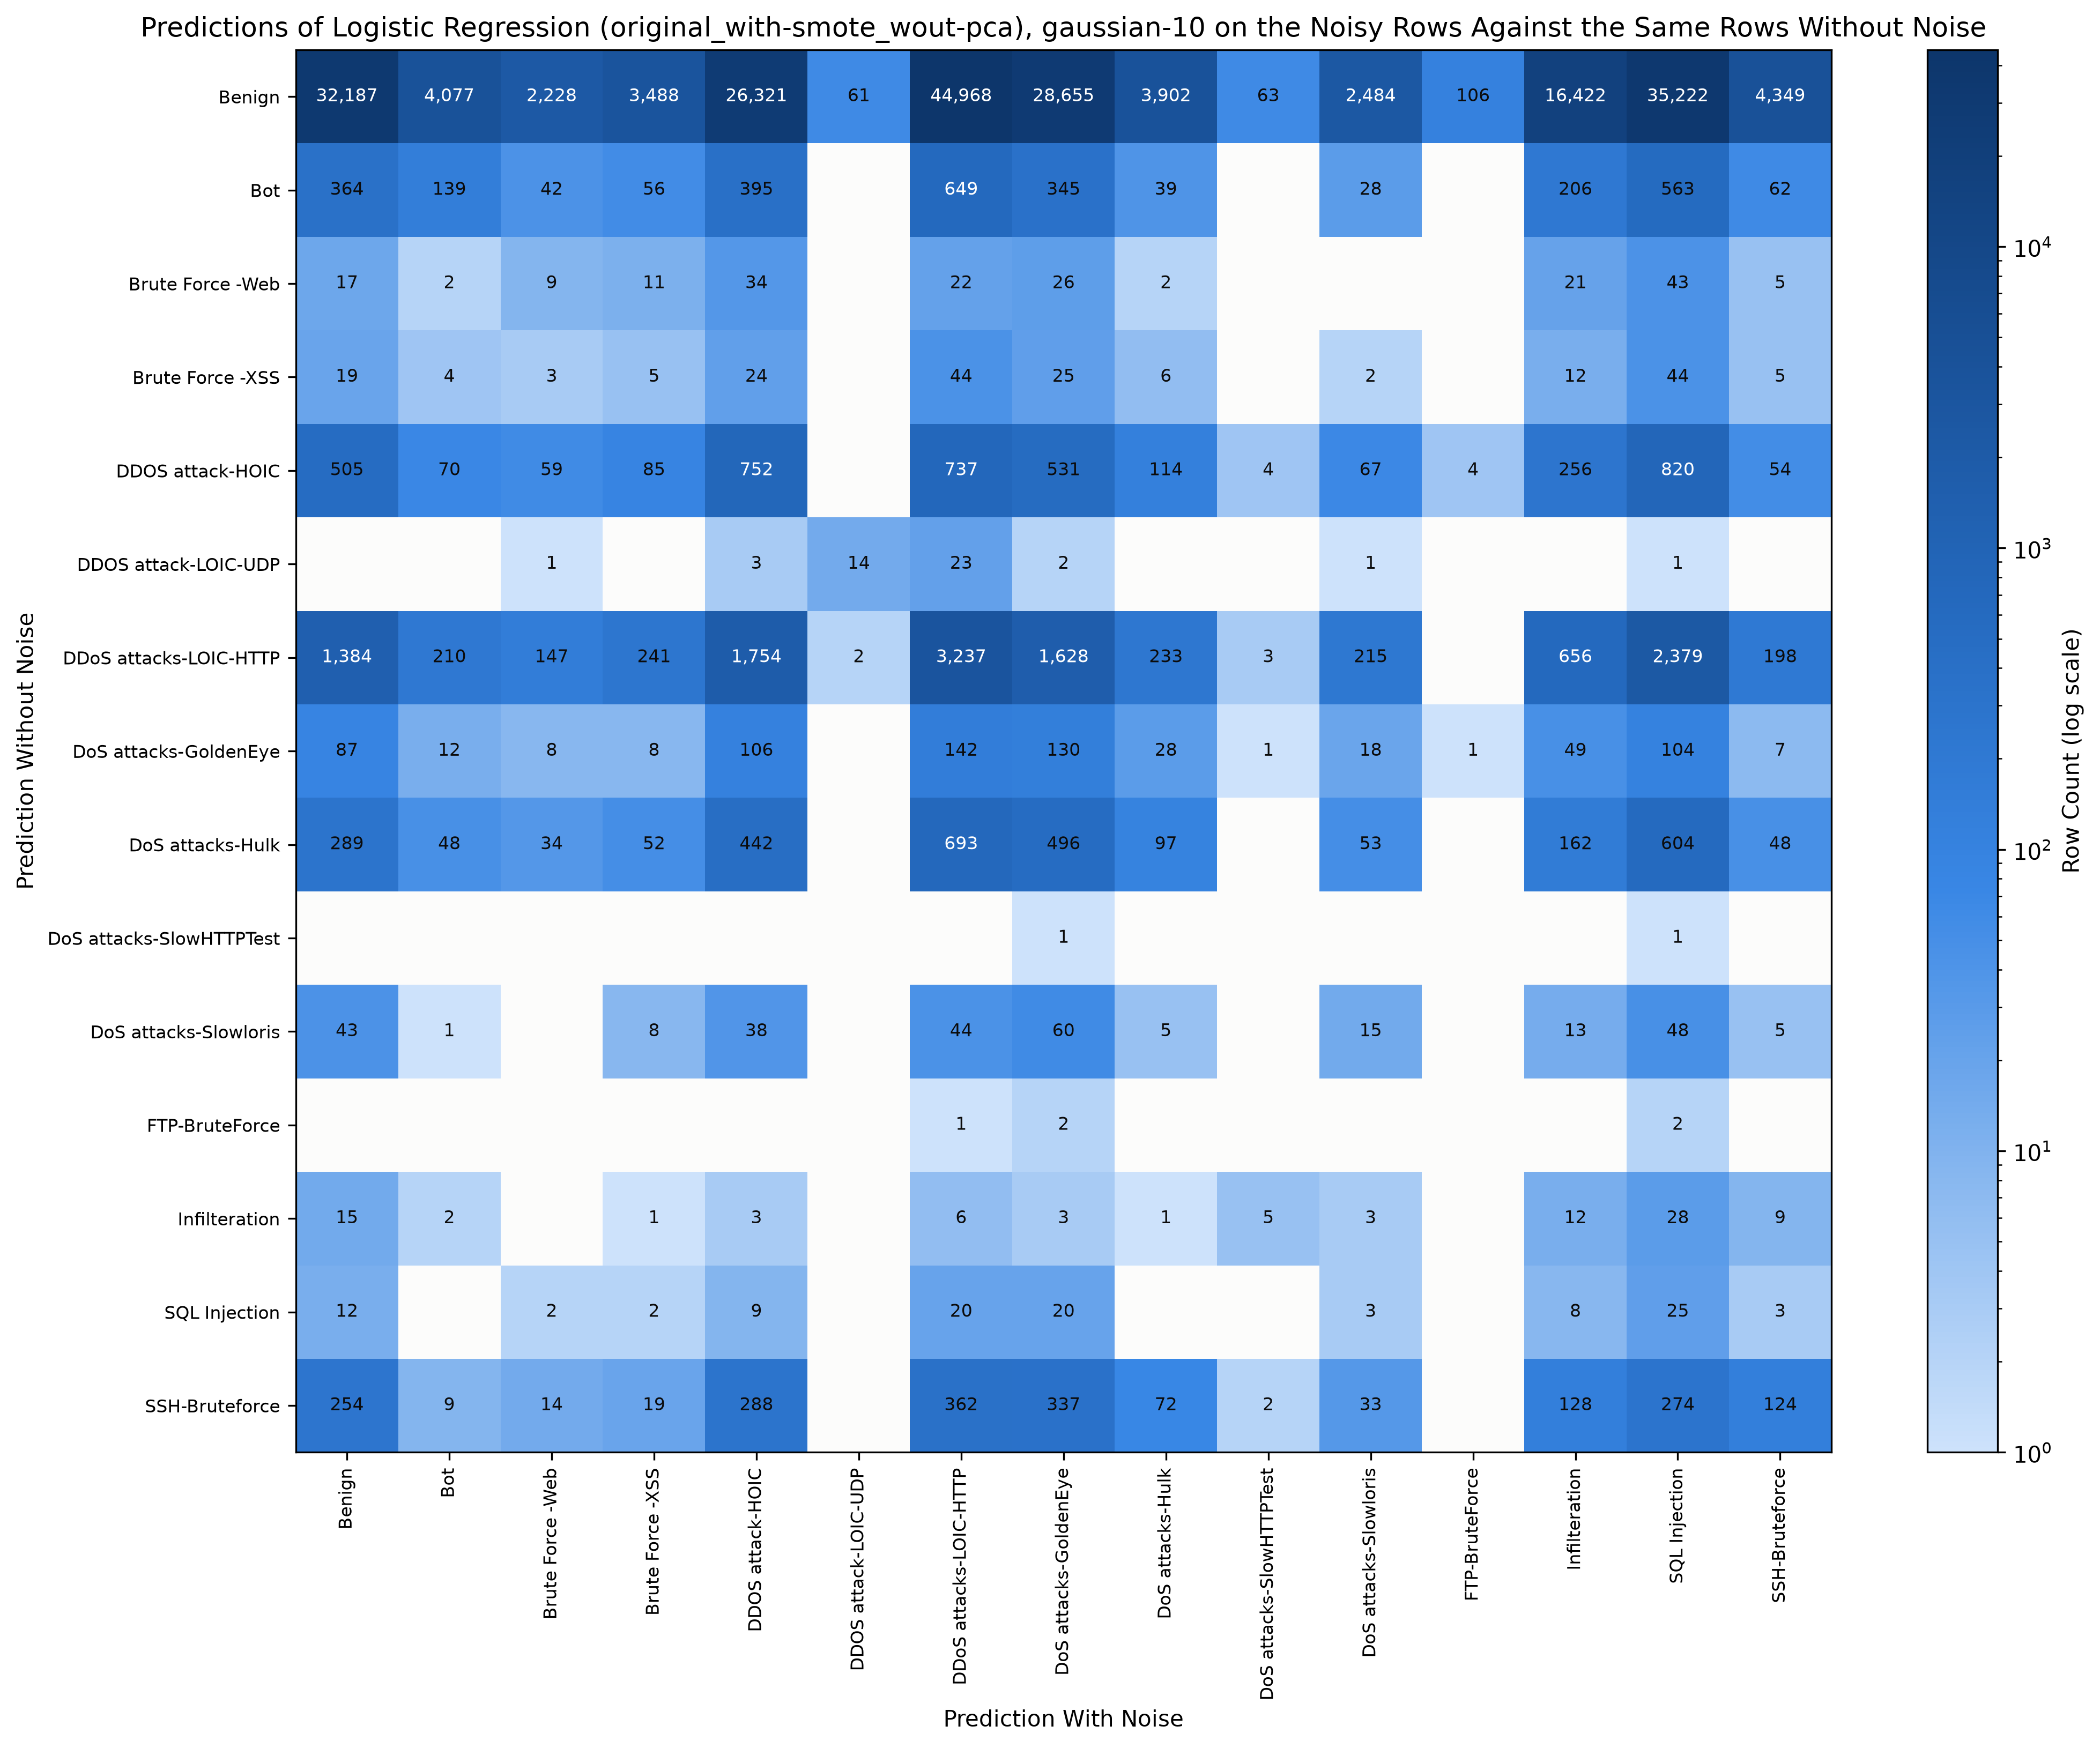 Predictions of Logistic Regression (original_with-smote_wout-pca), gaussian-10 on the Noisy Rows Against the Same Rows Without Noise
Prediction Without Noise
Benign 32,187 4,077 2,228 3,488 26,321 61 44,968 28,655 3,902 63 2,484 106 16,422 35,222 4,349
Bot 364 139 42 56 395 649 345 39 28 206 563 62
Brute Force -Web 17 2 9 11 34 22 26 2 21 43 5
Brute Force -XSS 19 4 3 5 24 44 25 6 2 12 44 5
DDOS attack-HOIC 505 70 59 85 752 737 531 114 4 67 4 256 820 54
DDOS attack-LOIC-UDP 1 3 14 23 2 1 1
DDoS attacks-LOIC-HTTP 1,384 210 147 241 1,754 2 3,237 1,628 233 3 215 656 2,379 198
DoS attacks-GoldenEye 87 12 8 8 106 142 130 28 1 18 1 49 104 7
DoS attacks-Hulk 289 48 34 52 442 693 496 97 53 162 604 48
DoS attacks-SlowHTTPTest 1 1
DoS attacks-Slowloris 43 1 8 38 44 60 5 15 13 48 5
FTP-BruteForce 1 2 2
Infilteration 15 2 1 3 6 3 1 5 3 12 28 9
SQL Injection 12 2 2 9 20 20 3 8 25 3
SSH-Bruteforce 254 9 14 19 288 362 337 72 2 33 128 274 124
Benign
Bot
Brute Force -Web
Brute Force -XSS
DDOS attack-HOIC
DDOS attack-LOIC-UDP
DDoS attacks-LOIC-HTTP
DoS attacks-GoldenEye
DoS attacks-Hulk
DoS attacks-SlowHTTPTest
DoS attacks-Slowloris
FTP-BruteForce
Infilteration
SQL Injection
SSH-Bruteforce
Prediction With Noise
10⁴
10³
10²
10¹
10⁰
Row Count (log scale)